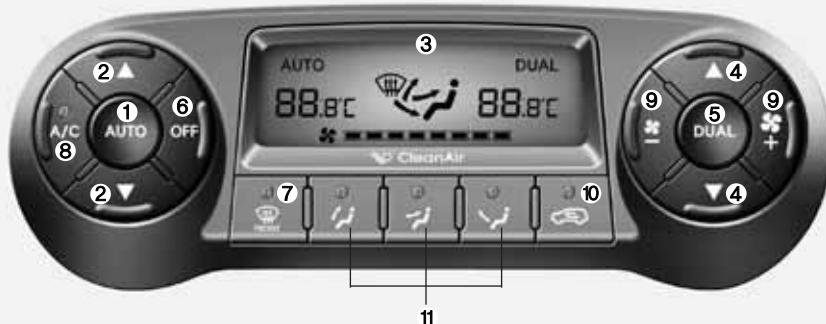 ③
AUTO DUAL
88.8°C 88.8°C
② ④
① AUTO
⑥ OFF
A/C
⑧
②
⑨ ⑨
⑤ DUAL
− +
④
CleanAir
⑦ ⑩
FRONT
⑪